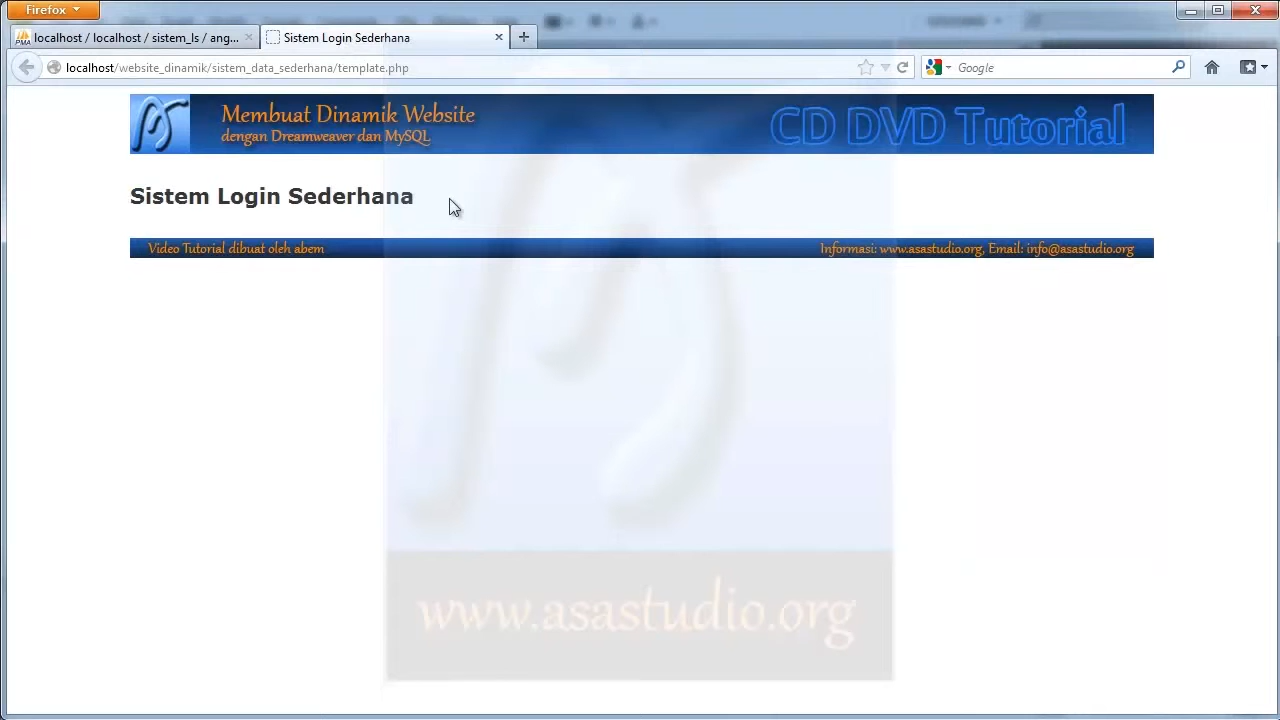 Firefox
localhost / localhost / sistem_ls / ang...
Sistem Login Sederhana
localhost/website_dinamik/sistem_data_sederhana/template.php
Google
Membuat Dinamik Website
dengan Dreamweaver dan MySQL
CD DVD Tutorial
Sistem Login Sederhana
Video Tutorial dibuat oleh abem
Informasi: www.asastudio.org, Email: info@asastudio.org
www.asastudio.org